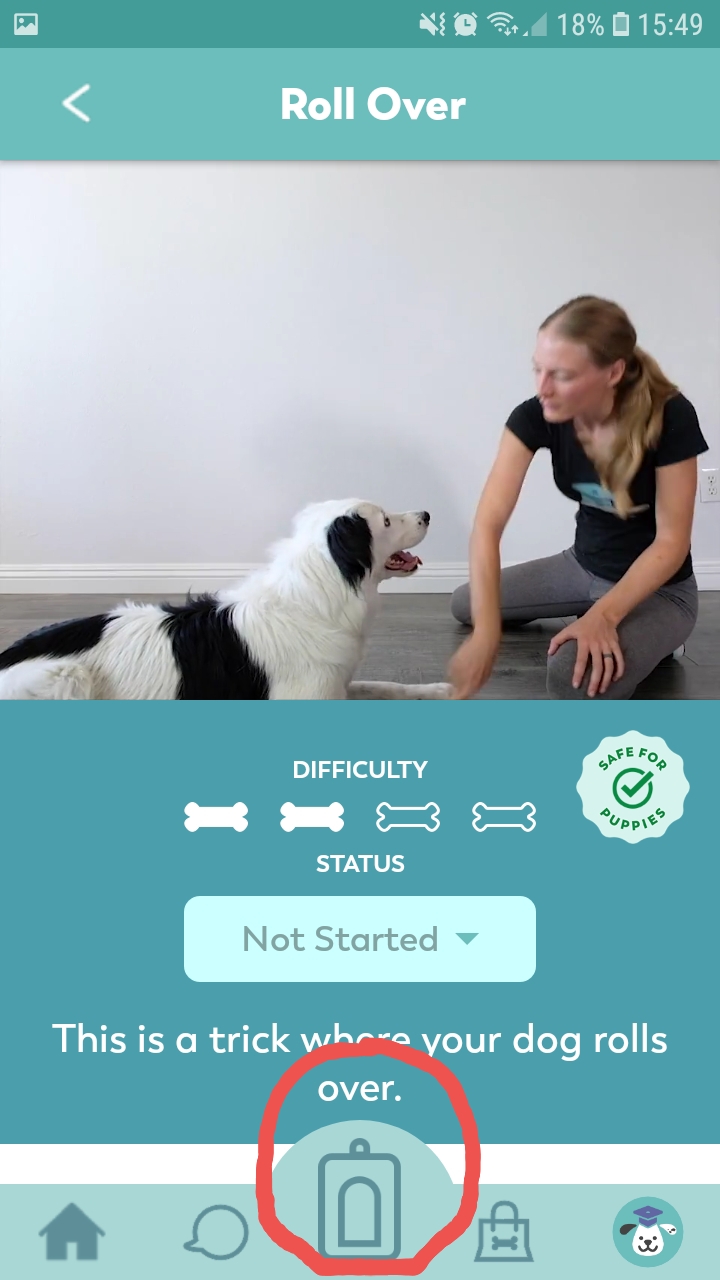 18% 15:49
Roll Over
DIFFICULTY
SAFE FOR
PUPPIES
STATUS
Not Started
This is a trick where your dog rolls
over.